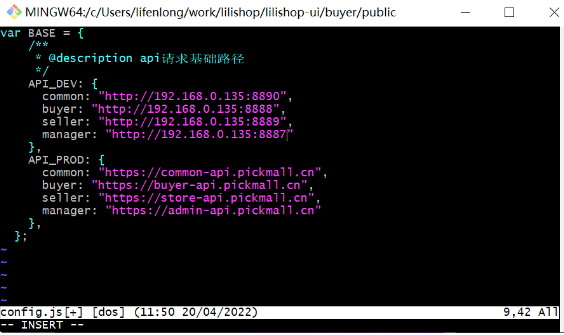 MINGW64:/c/Users/lifenlong/work/lilishop/lilishop-ui/buyer/public
var BASE = {
    /**
     * @description api请求基础路径
     */
    API_DEV: {
      common: "http://192.168.0.135:8890",
      buyer: "http://192.168.0.135:8888",
      seller: "http://192.168.0.135:8889",
      manager: "http://192.168.0.135:8887"
    },
    API_PROD: {
      common: "https://common-api.pickmall.cn",
      buyer: "https://buyer-api.pickmall.cn",
      seller: "https://store-api.pickmall.cn",
      manager: "https://admin-api.pickmall.cn"
    },
  };
~
~
~
~
~
config.js[+] [dos] (11:50 20/04/2022) 9,42 All
-- INSERT --